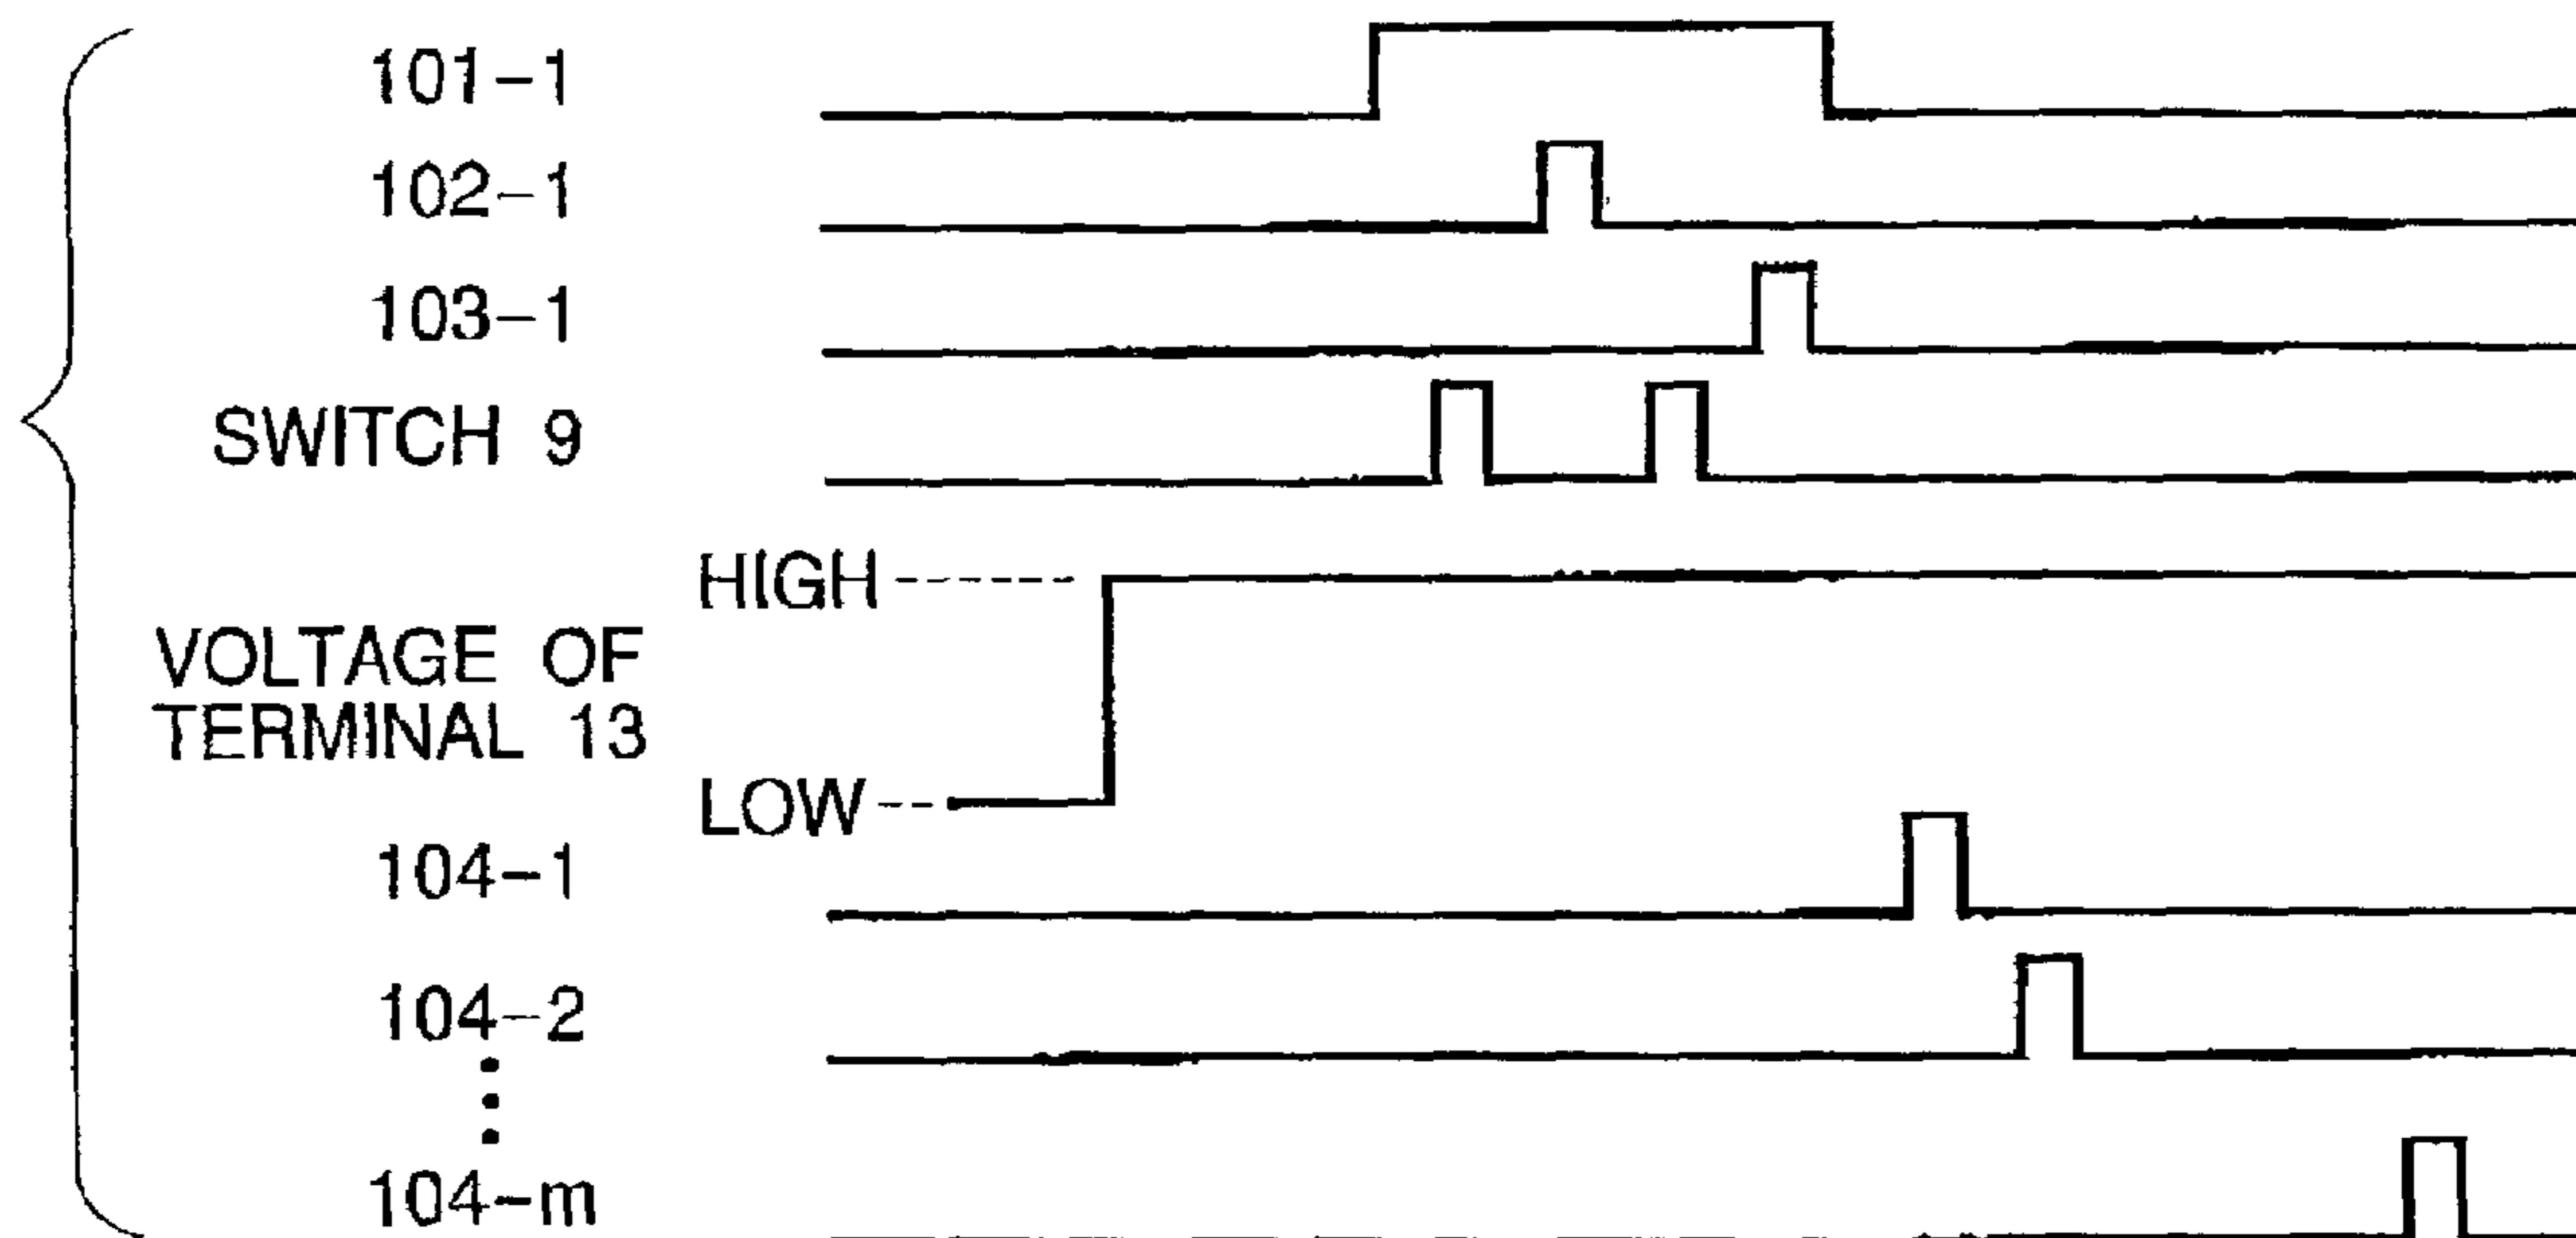 101-1
102-1
103-1
SWITCH 9
HIGH
VOLTAGE OF
TERMINAL 13
LOW
104-1
104-2
104-m